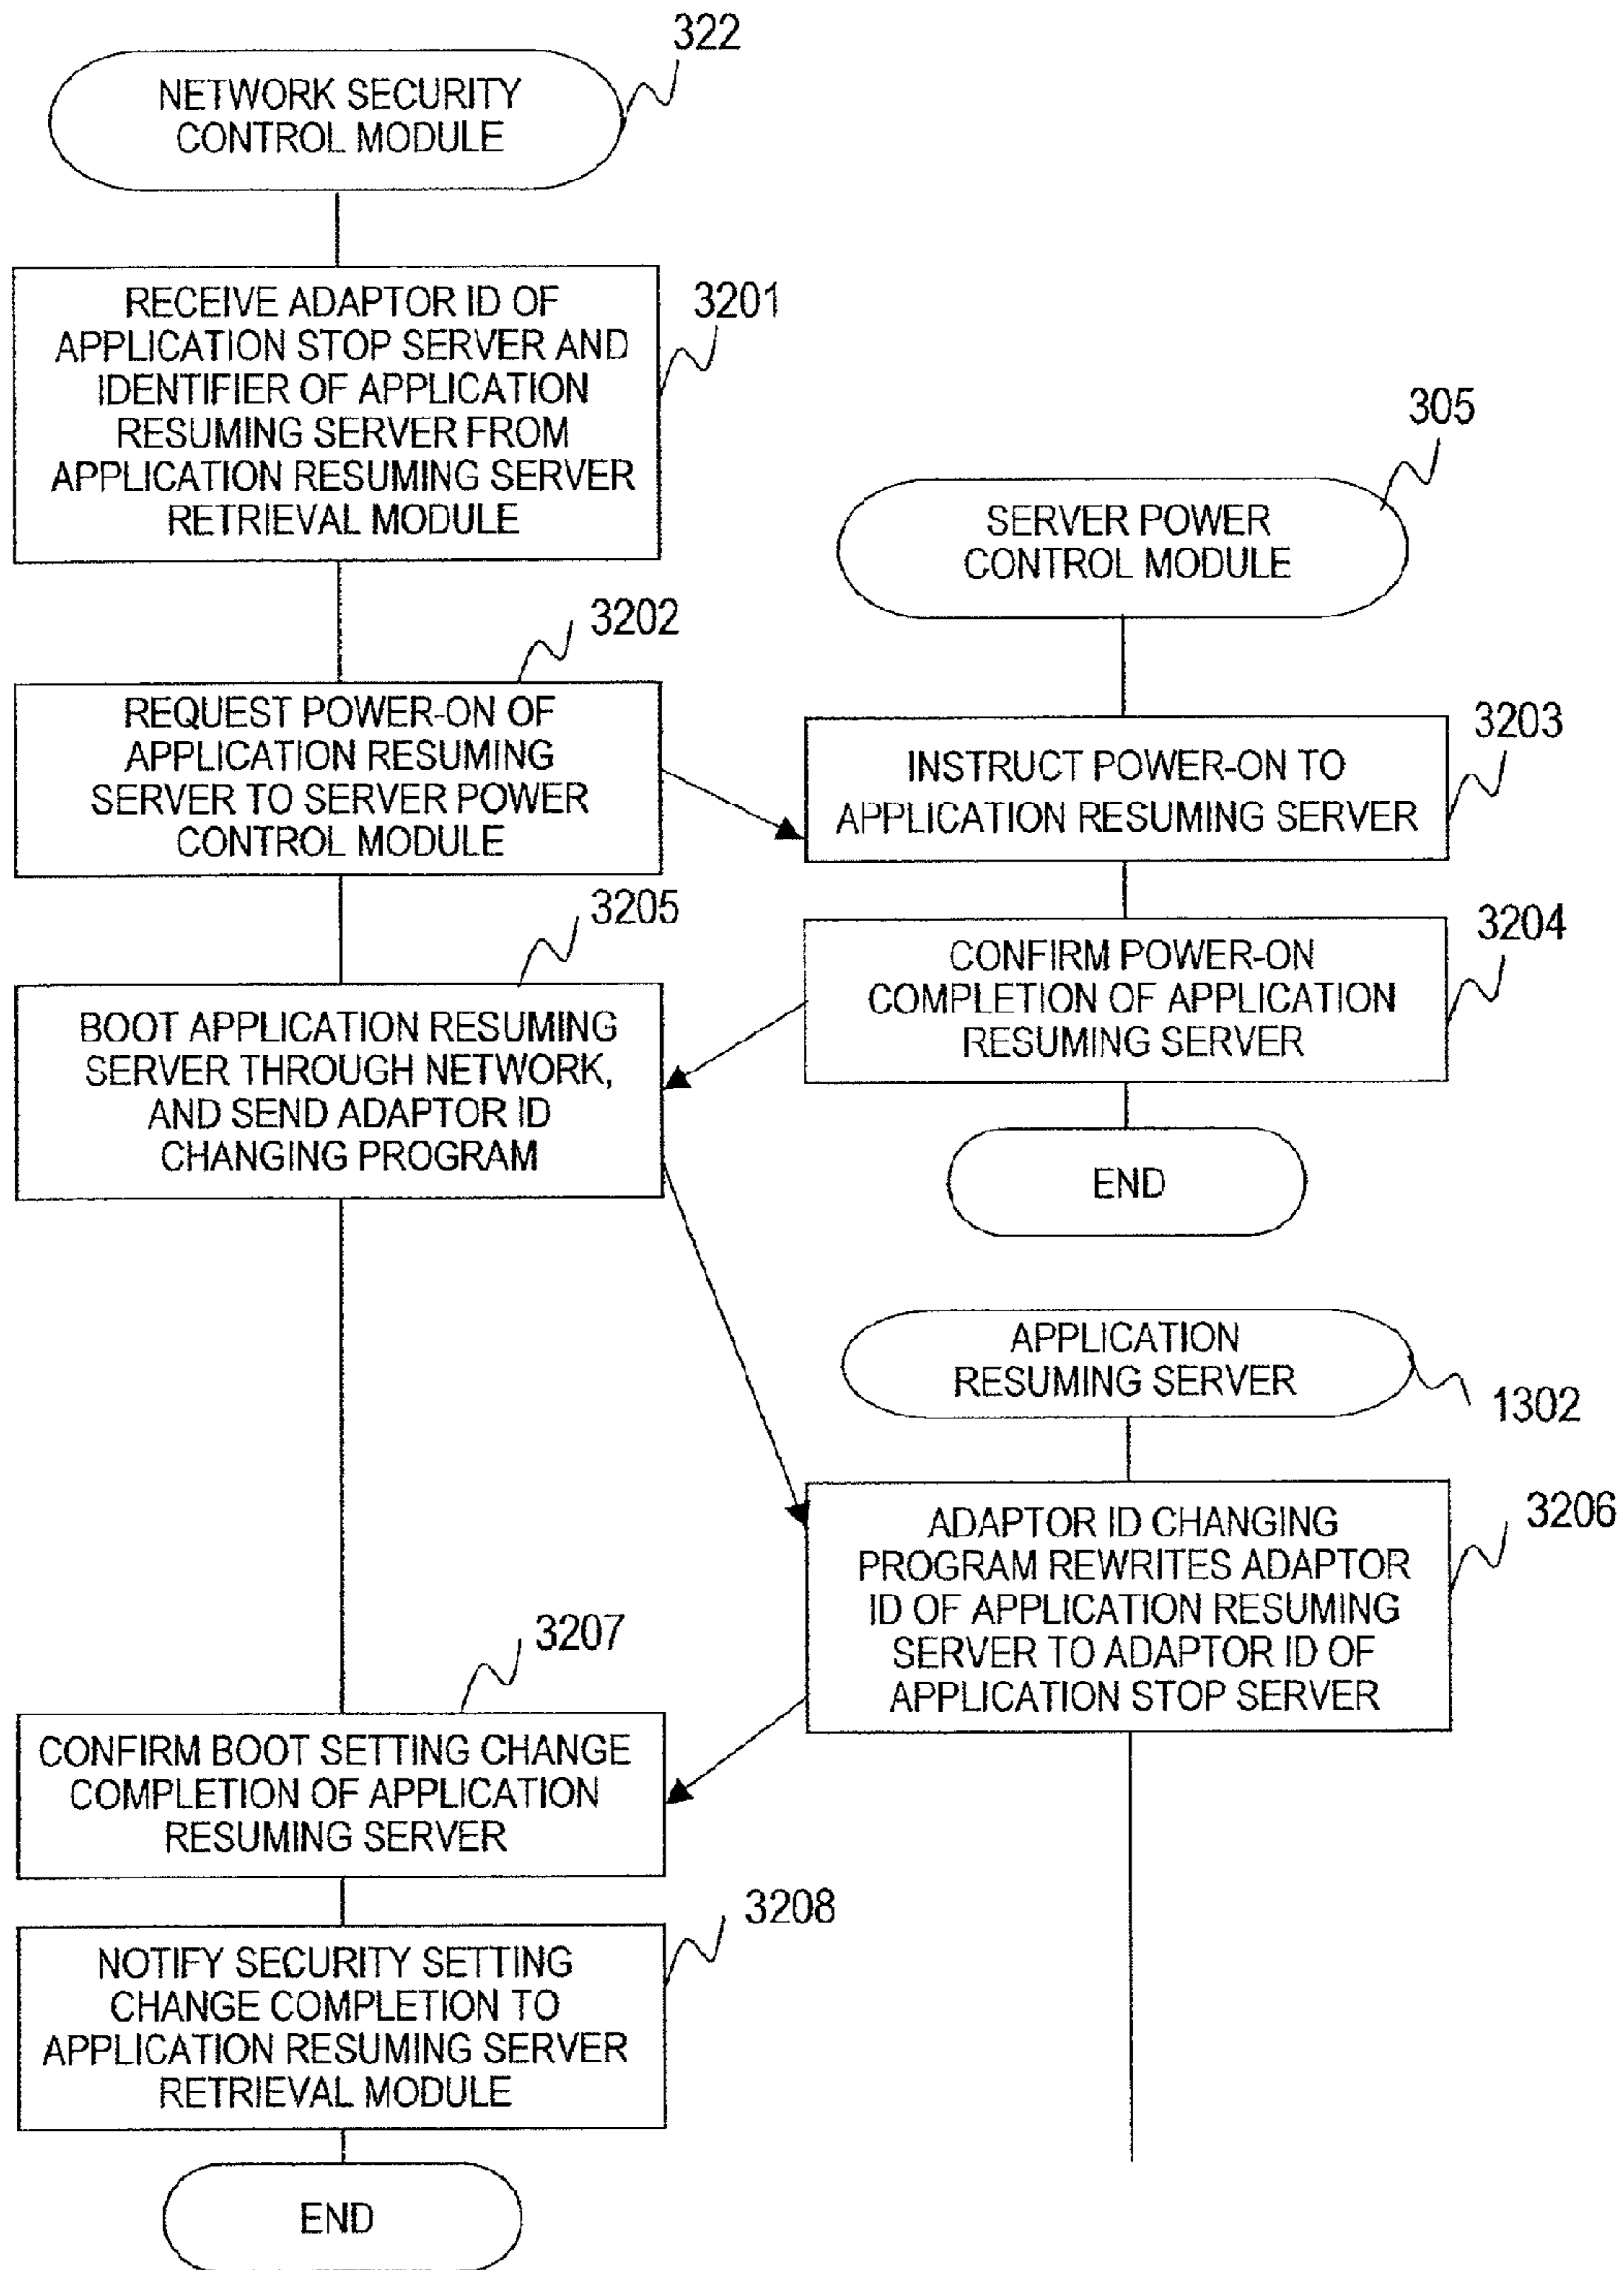 322
NETWORK SECURITY
CONTROL MODULE
RECEIVE ADAPTOR ID OF
APPLICATION STOP SERVER AND
IDENTIFIER OF APPLICATION
RESUMING SERVER FROM
APPLICATION RESUMING SERVER
RETRIEVAL MODULE
3201
305
SERVER POWER
CONTROL MODULE
3202
REQUEST POWER-ON OF
APPLICATION RESUMING
SERVER TO SERVER POWER
CONTROL MODULE
3203
INSTRUCT POWER-ON TO
APPLICATION RESUMING SERVER
3204
CONFIRM POWER-ON
COMPLETION OF APPLICATION
RESUMING SERVER
3205
BOOT APPLICATION RESUMING
SERVER THROUGH NETWORK,
AND SEND ADAPTOR ID
CHANGING PROGRAM
END
APPLICATION
RESUMING SERVER
1302
ADAPTOR ID CHANGING
PROGRAM REWRITES ADAPTOR
ID OF APPLICATION RESUMING
SERVER TO ADAPTOR ID OF
APPLICATION STOP SERVER
3206
3207
CONFIRM BOOT SETTING CHANGE
COMPLETION OF APPLICATION
RESUMING SERVER
3208
NOTIFY SECURITY SETTING
CHANGE COMPLETION TO
APPLICATION RESUMING SERVER
RETRIEVAL MODULE
END